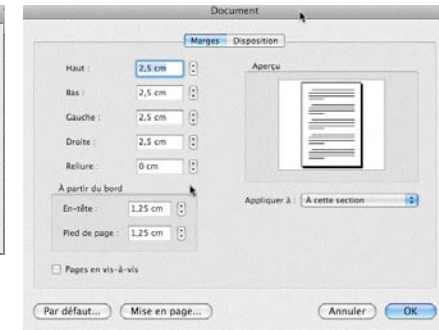 Document
Marges Disposition
Haut : 2,5 cm
Aperçu
Bas : 2,5 cm
Gauche : 2,5 cm
Droite : 2,5 cm
Reliure : 0 cm
À partir du bord
En-tête : 1,25 cm
Appliquer à : À cette section
Pied de page : 1,25 cm
Pages en vis-à-vis
Par défaut... Mise en page... Annuler OK